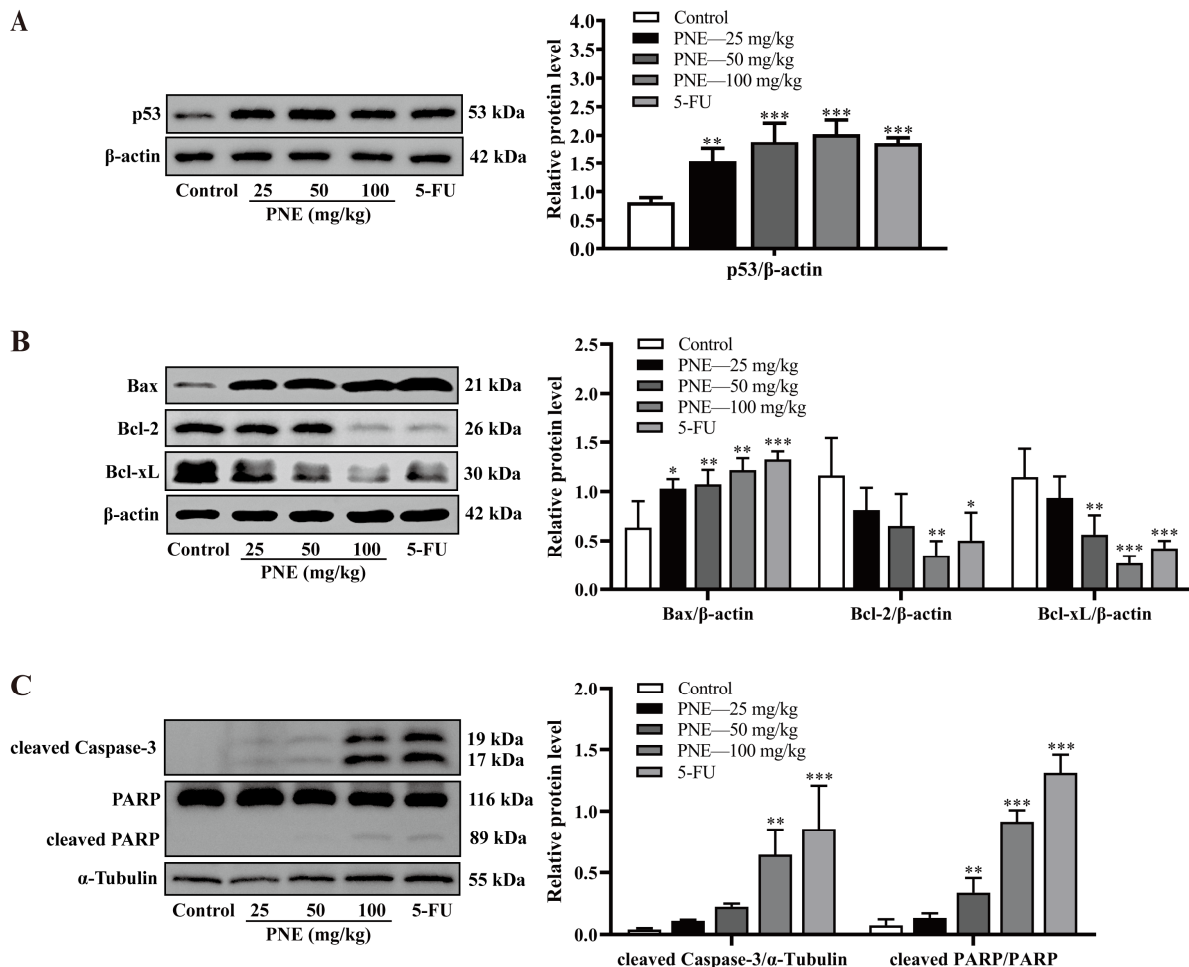 A
p53
53 kDa
β-actin
42 kDa
Control 25 50 100 5-FU
PNE (mg/kg)
Relative protein level
4.0
3.5
3.0
2.5
2.0
1.5
1.0
0.5
0.0
Control
PNE—25 mg/kg
PNE—50 mg/kg
PNE—100 mg/kg
5-FU
** *** *** ***
p53/β-actin
B
Bax
21 kDa
Bcl-2
26 kDa
Bcl-xL
30 kDa
β-actin
42 kDa
Control 25 50 100 5-FU
PNE (mg/kg)
Relative protein level
2.5
2.0
1.5
1.0
0.5
0.0
Control
PNE—25 mg/kg
PNE—50 mg/kg
PNE—100 mg/kg
5-FU
* ** ** *** ** * ** *** ***
Bax/β-actin Bcl-2/β-actin Bcl-xL/β-actin
C
cleaved Caspase-3
19 kDa
17 kDa
PARP
116 kDa
cleaved PARP
89 kDa
α-Tubulin
55 kDa
Control 25 50 100 5-FU
PNE (mg/kg)
Relative protein level
2.0
1.5
1.0
0.5
0.0
Control
PNE—25 mg/kg
PNE—50 mg/kg
PNE—100 mg/kg
5-FU
** *** ** *** ***
cleaved Caspase-3/α-Tubulin cleaved PARP/PARP